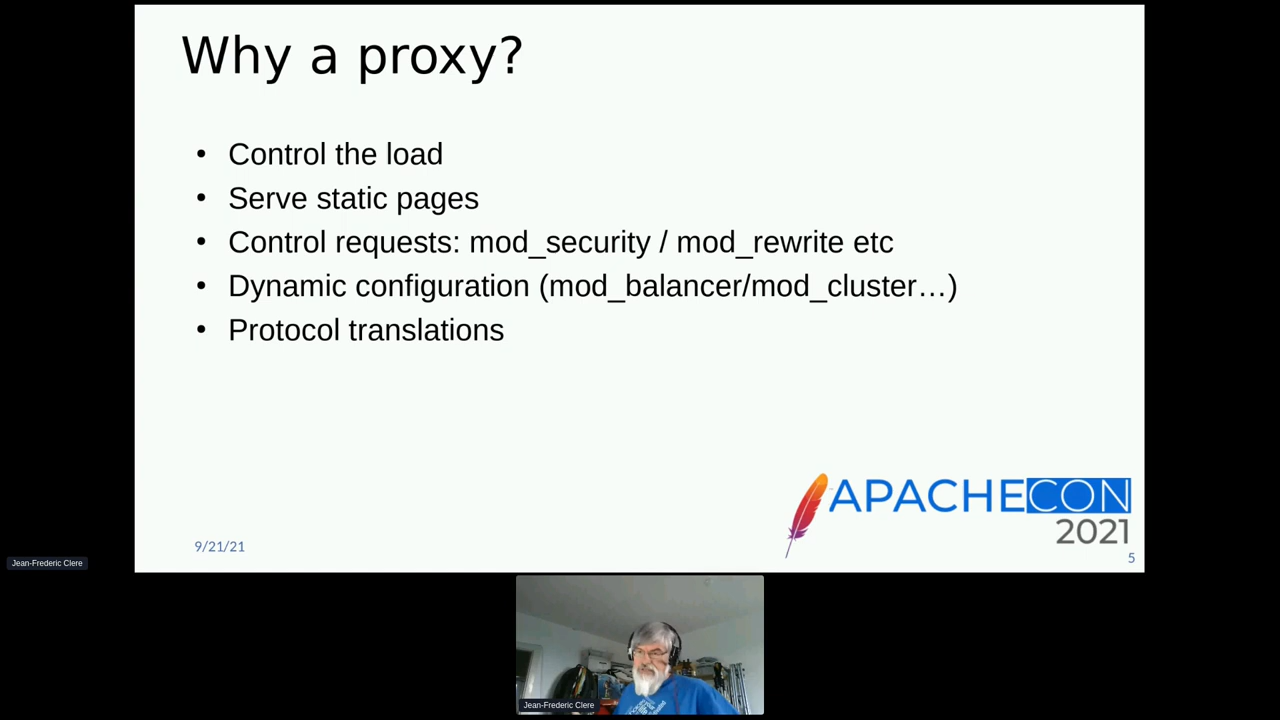 Why a proxy?
• Control the load
• Serve static pages
• Control requests: mod_security / mod_rewrite etc
• Dynamic configuration (mod_balancer/mod_cluster…)
• Protocol translations
APACHECON
2021
9/21/21
5
Jean-Frederic Clere
Jean-Frederic Clere